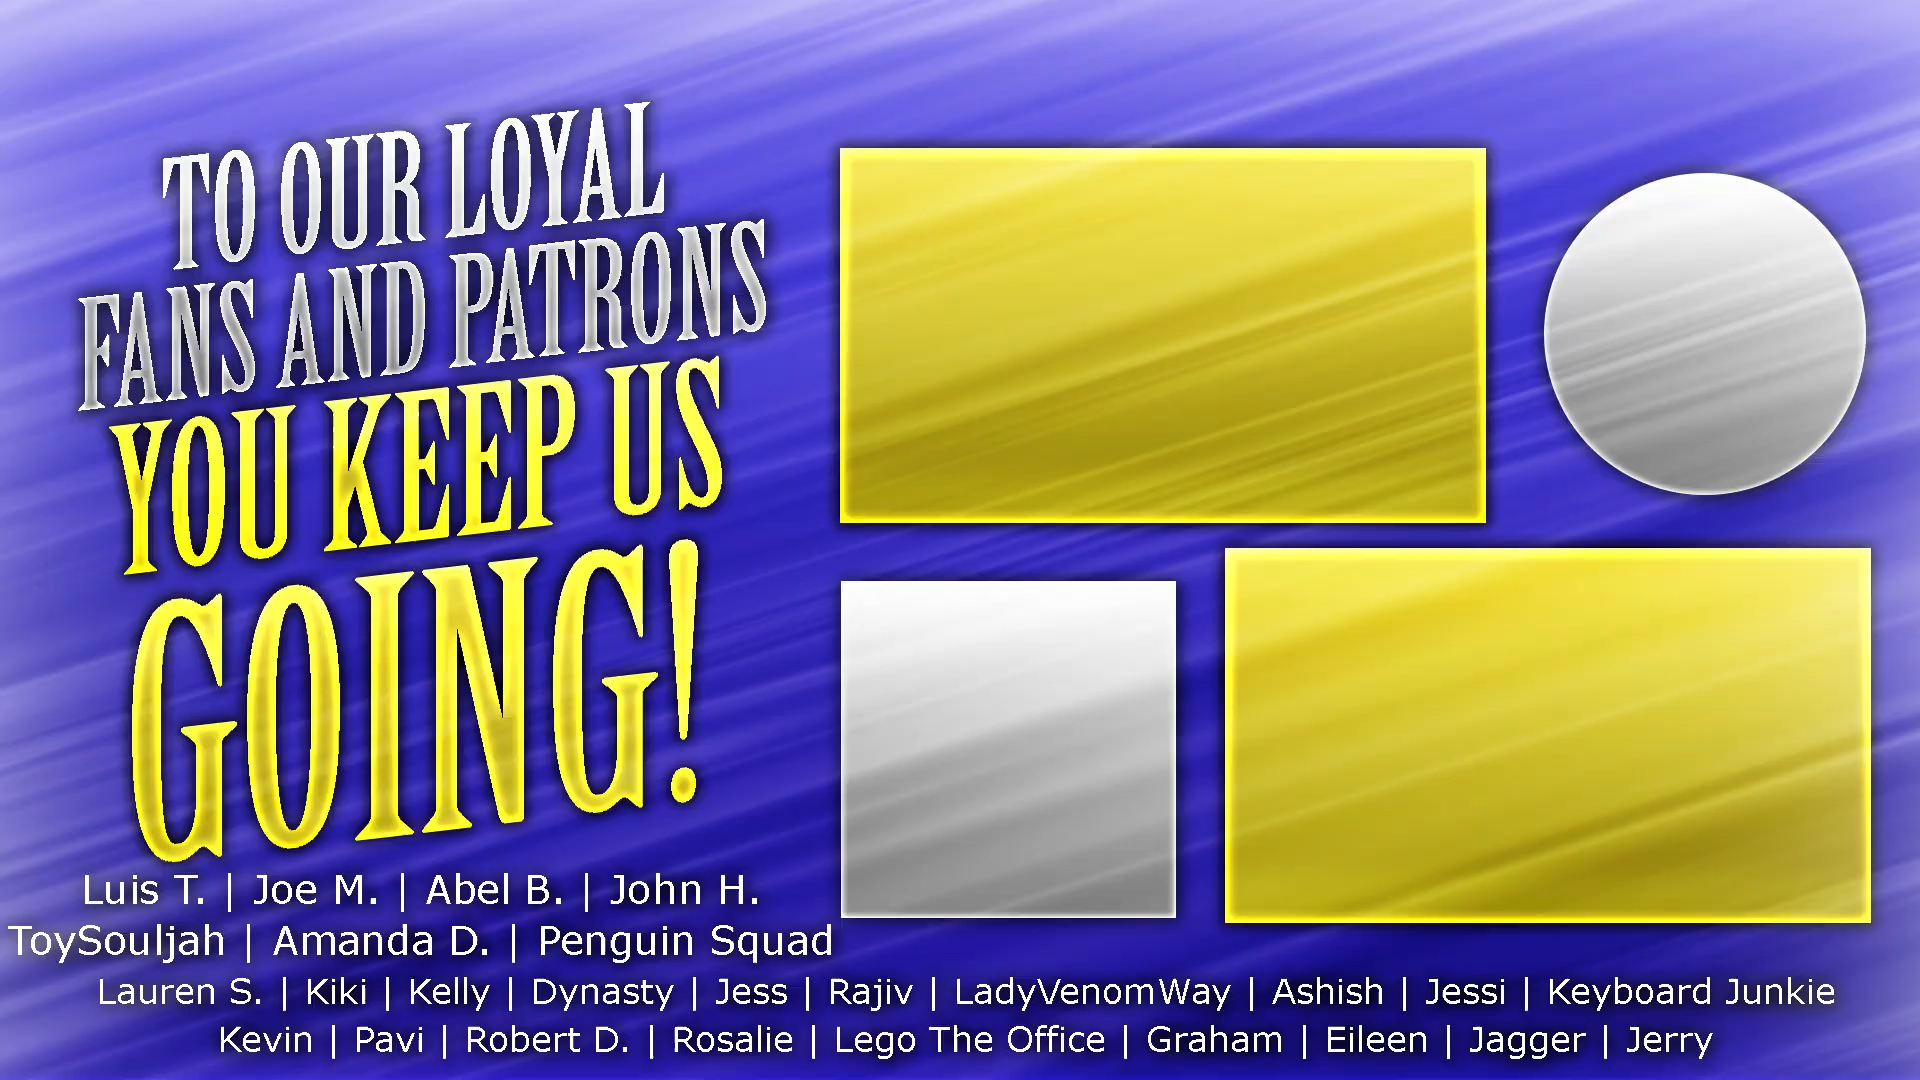 TO OUR LOYAL
FANS AND PATRONS
YOU KEEP US
GOING!
Luis T. | Joe M. | Abel B. | John H.
ToySouljah | Amanda D. | Penguin Squad
Lauren S. | Kiki | Kelly | Dynasty | Jess | Rajiv | LadyVenomWay | Ashish | Jessi | Keyboard Junkie
Kevin | Pavi | Robert D. | Rosalie | Lego The Office | Graham | Eileen | Jagger | Jerry